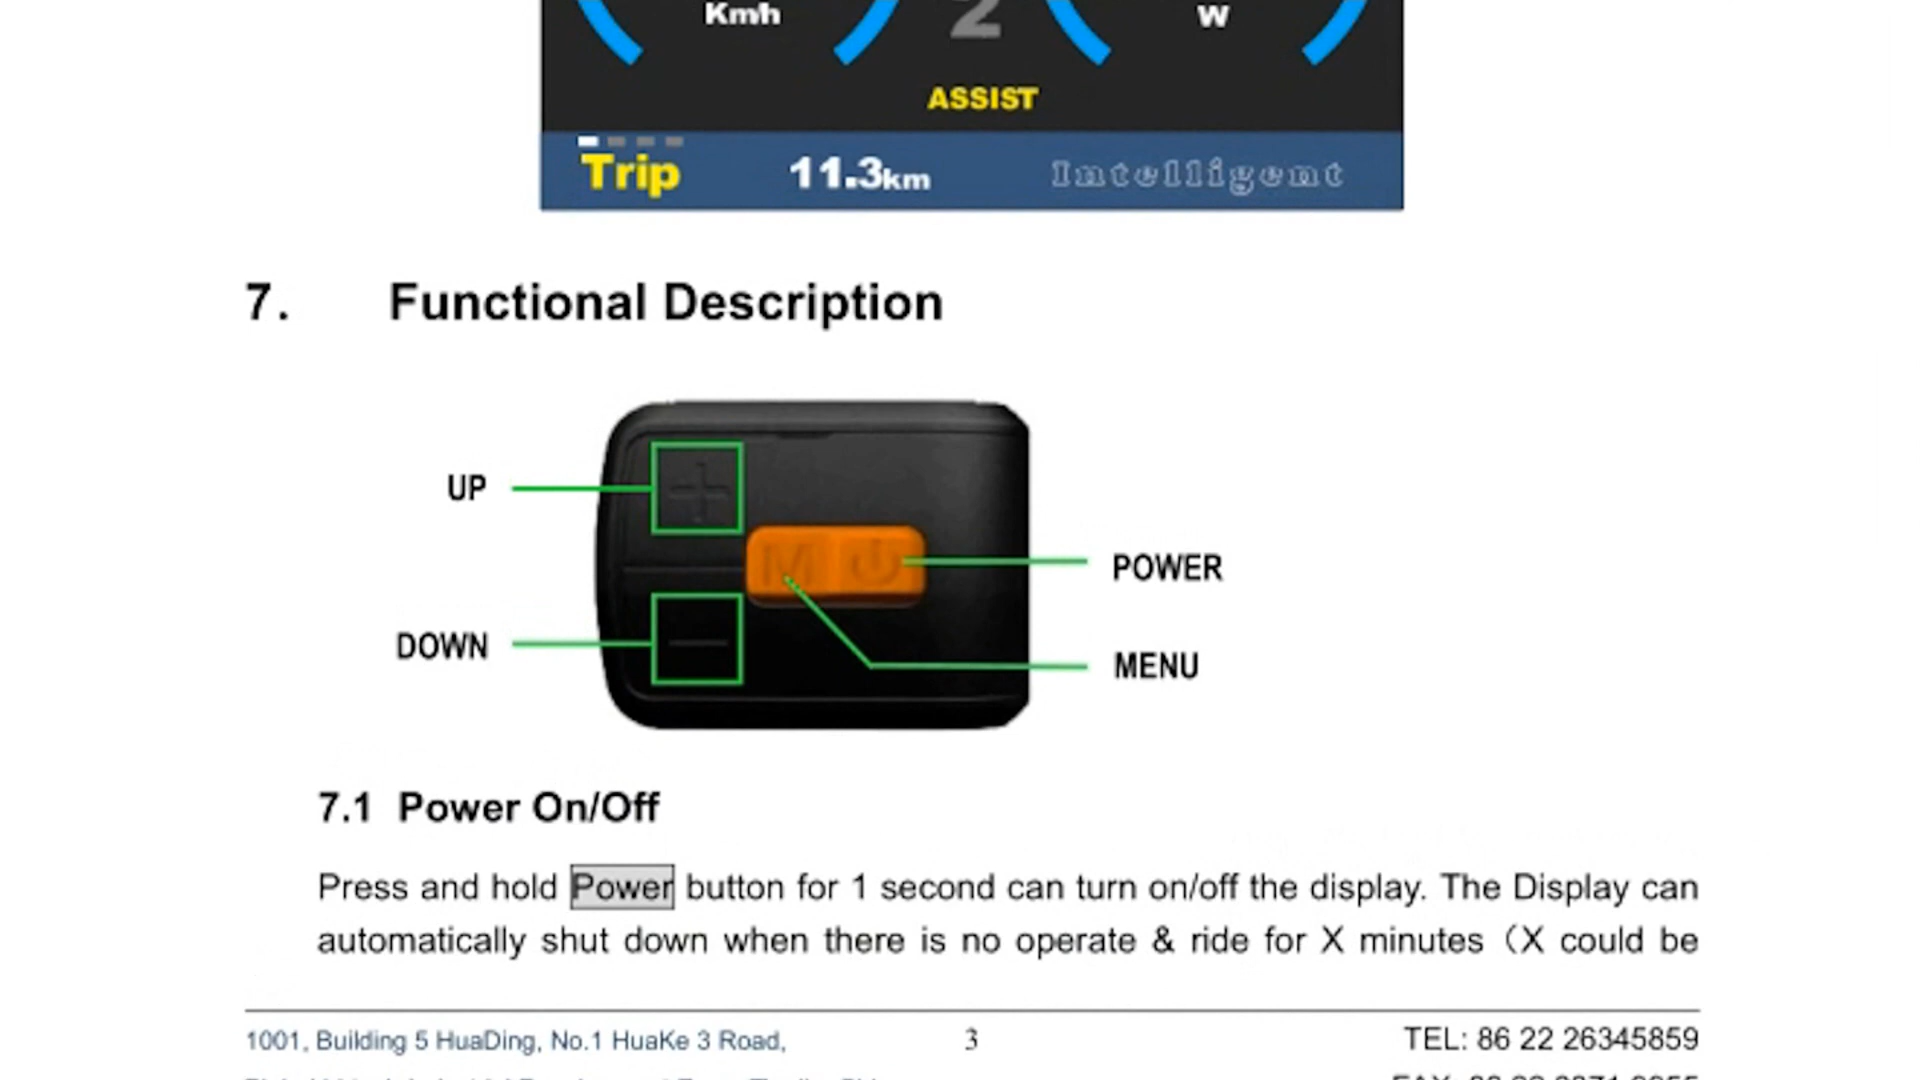 Kmh
2
W
ASSIST
Trip 11.3km Intelligent
7. Functional Description
UP
M
POWER
DOWN
MENU
7.1 Power On/Off
Press and hold Power button for 1 second can turn on/off the display. The Display can
automatically shut down when there is no operate & ride for X minutes（X could be
1001, Building 5 HuaDing, No.1 HuaKe 3 Road, 3 TEL: 86 22 26345859